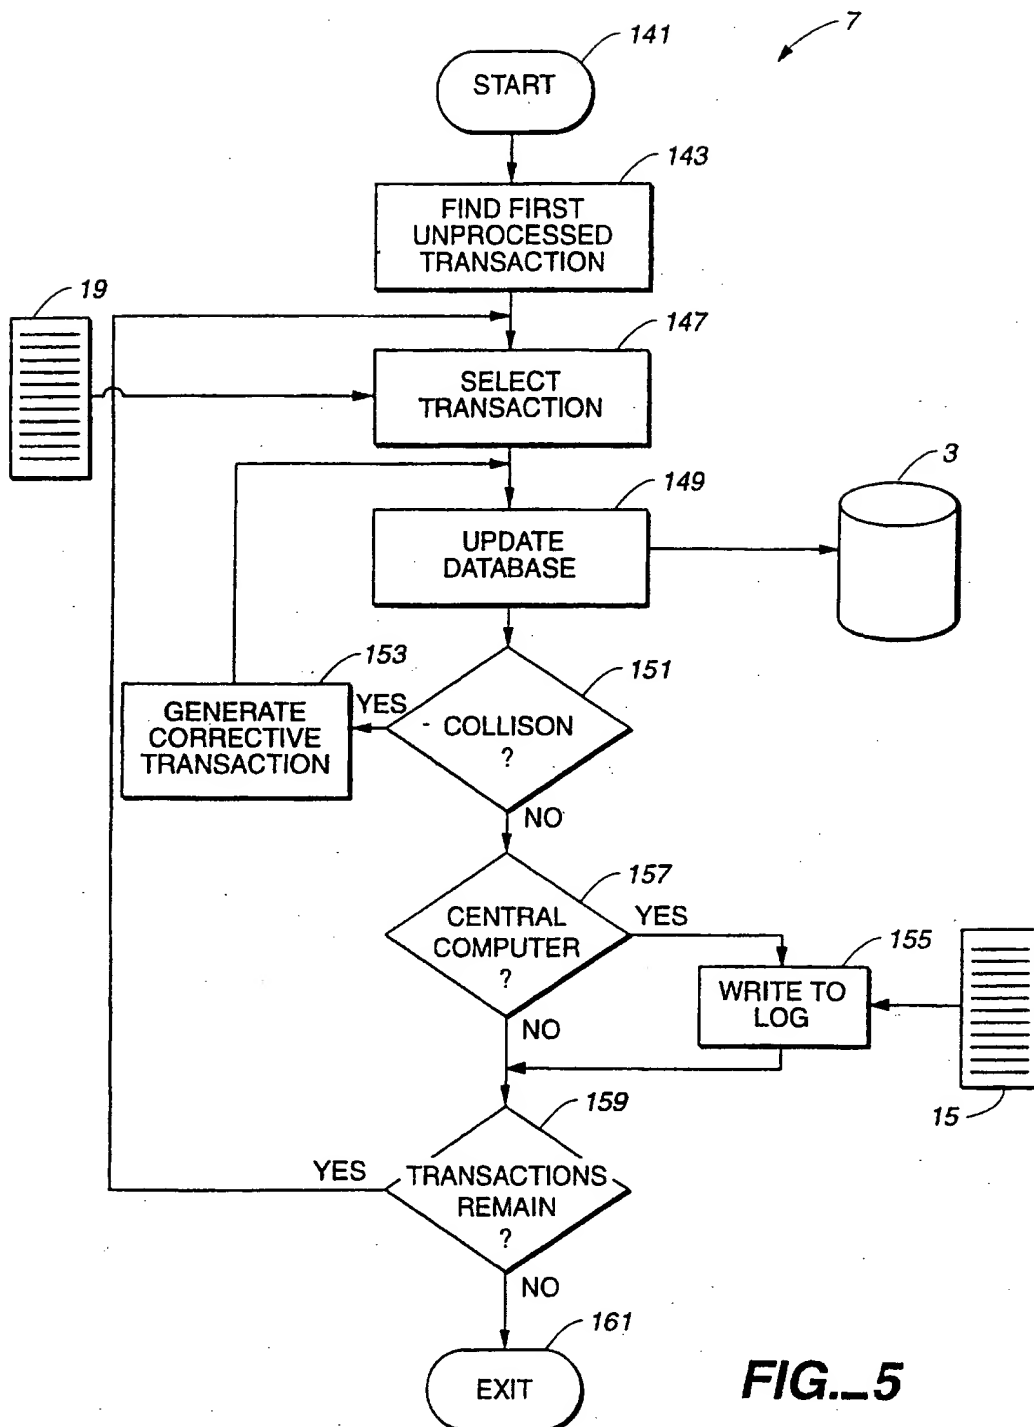 7
141
START
143
FIND FIRST
UNPROCESSED
TRANSACTION
19
147
SELECT
TRANSACTION
3
149
UPDATE
DATABASE
153
151
GENERATE
CORRECTIVE
TRANSACTION
YES
COLLISON
?
NO
157
CENTRAL
COMPUTER
?
YES
155
WRITE TO
LOG
NO
15
159
YES
TRANSACTIONS
REMAIN
?
NO
161
EXIT
FIG._5